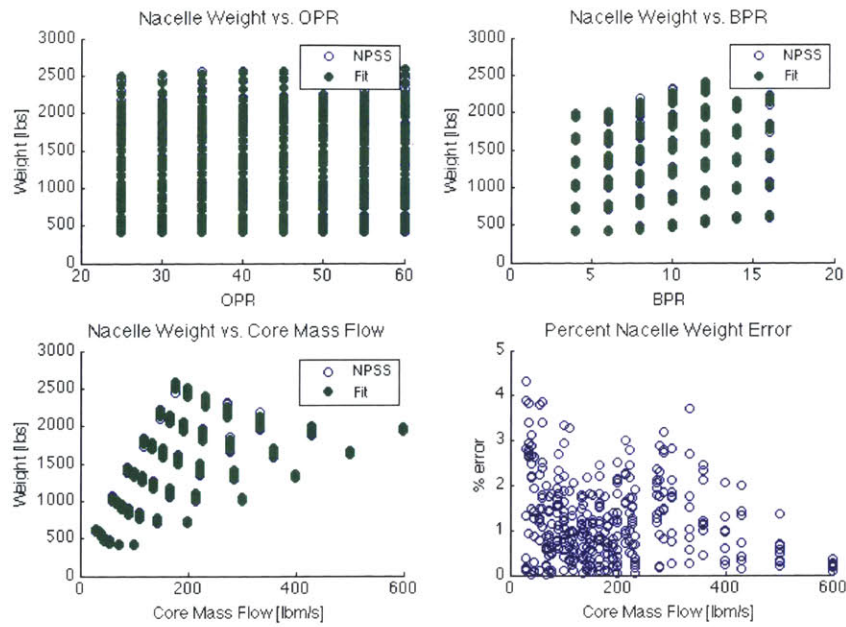 Nacelle Weight vs. OPR
3000
2500
2000
1500
1000
500
0
Weight [lbs]
20
30
40
50
60
OPR
NPSS
Fit
Nacelle Weight vs. BPR
3000
2500
2000
1500
1000
500
0
Weight [lbs]
0
5
10
15
20
BPR
NPSS
Fit
Nacelle Weight vs. Core Mass Flow
3000
2500
2000
1500
1000
500
0
Weight [lbs]
0
200
400
600
Core Mass Flow [lbm/s]
NPSS
Fit
Percent Nacelle Weight Error
5
4
3
2
1
0
% error
0
200
400
600
Core Mass Flow [lbm/s]